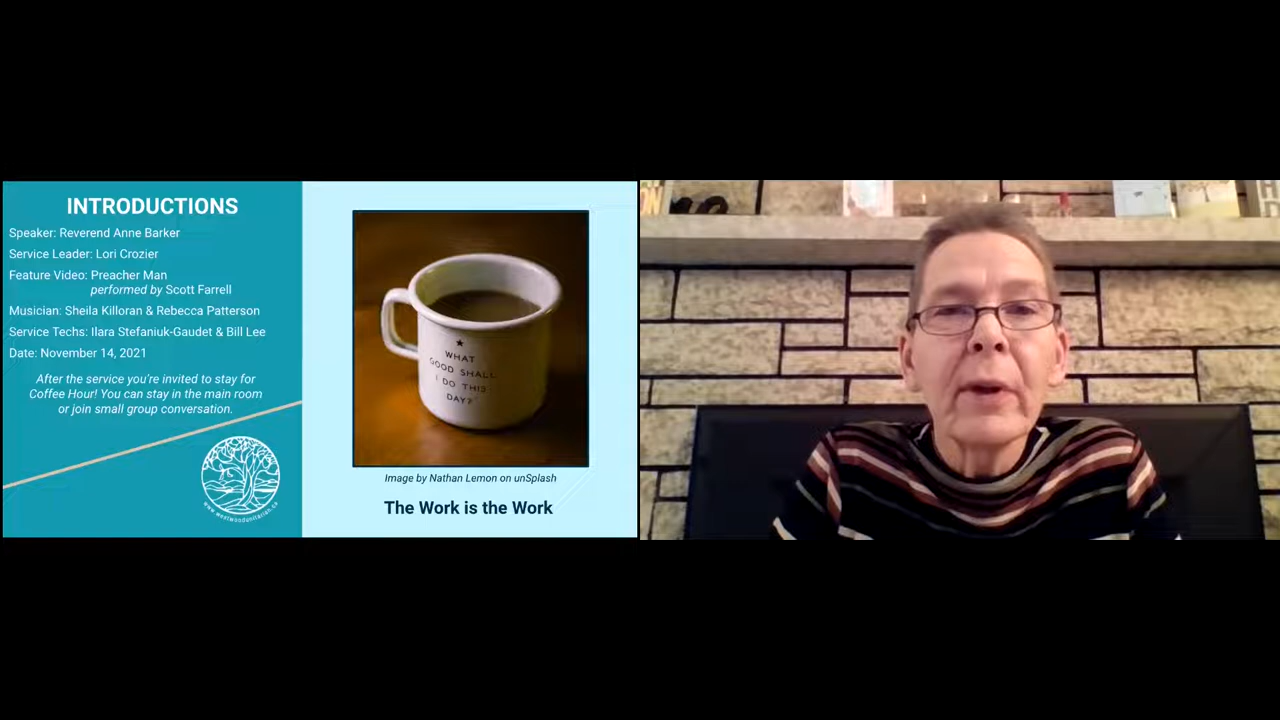 INTRODUCTIONS
Speaker: Reverend Anne Barker
Service Leader: Lori Crozier
Feature Video: Preacher Man
performed by Scott Farrell
Musician: Sheila Killoran & Rebecca Patterson
Service Techs: Ilara Stefaniuk-Gaudet & Bill Lee
Date: November 14, 2021
After the service you're invited to stay for
Coffee Hour! You can stay in the main room
or join small group conversation.
www.westwoodunitarian.ca
WHAT
GOOD SHALL
I DO THIS
DAY?
Image by Nathan Lemon on unSplash
The Work is the Work